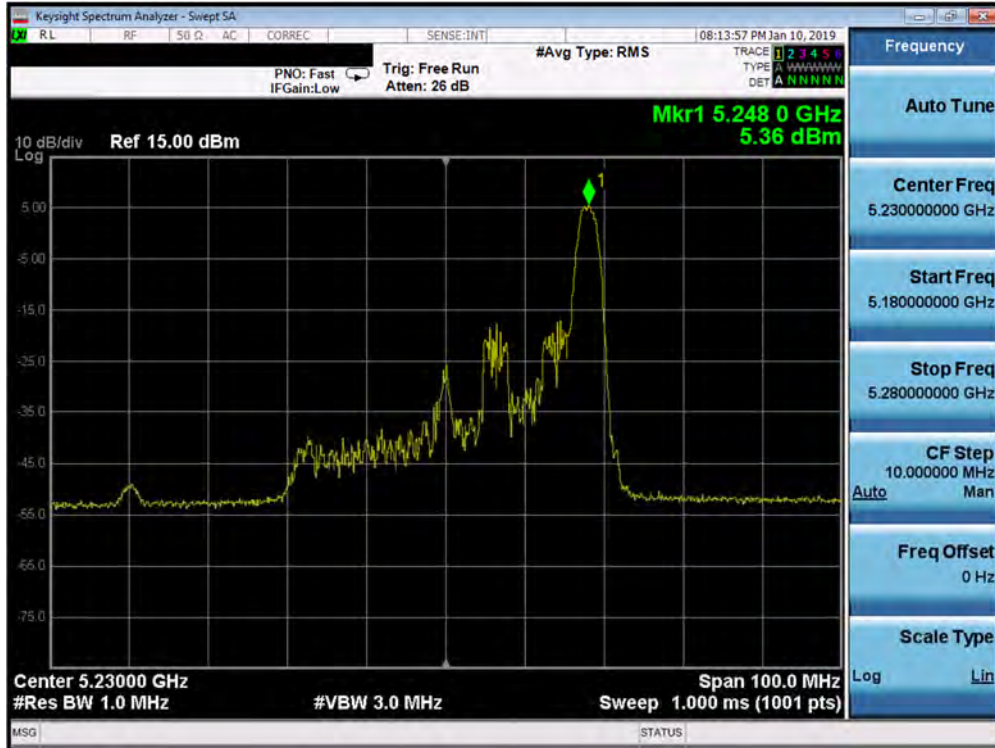 Keysight Spectrum Analyzer - Swept SA
LXI RL RF 50 Ω AC CORREC SENSE:INT 08:13:57 PM Jan 10, 2019
#Avg Type: RMS TRACE 1 2 3 4 5 6
TYPE A WWWWW
PNO: Fast Trig: Free Run DET A N N N N N
IFGain:Low Atten: 26 dB
Mkr1 5.248 0 GHz
5.36 dBm
10 dB/div Ref 15.00 dBm
Log
1
5.00
-5.00
-15.0
-25.0
-35.0
-45.0
-55.0
-65.0
-75.0
Center 5.23000 GHz Span 100.0 MHz
#Res BW 1.0 MHz #VBW 3.0 MHz Sweep 1.000 ms (1001 pts)
MSG STATUS
Frequency
Auto Tune
Center Freq
5.230000000 GHz
Start Freq
5.180000000 GHz
Stop Freq
5.280000000 GHz
CF Step
10.000000 MHz
Auto Man
Freq Offset
0 Hz
Scale Type
Log Lin